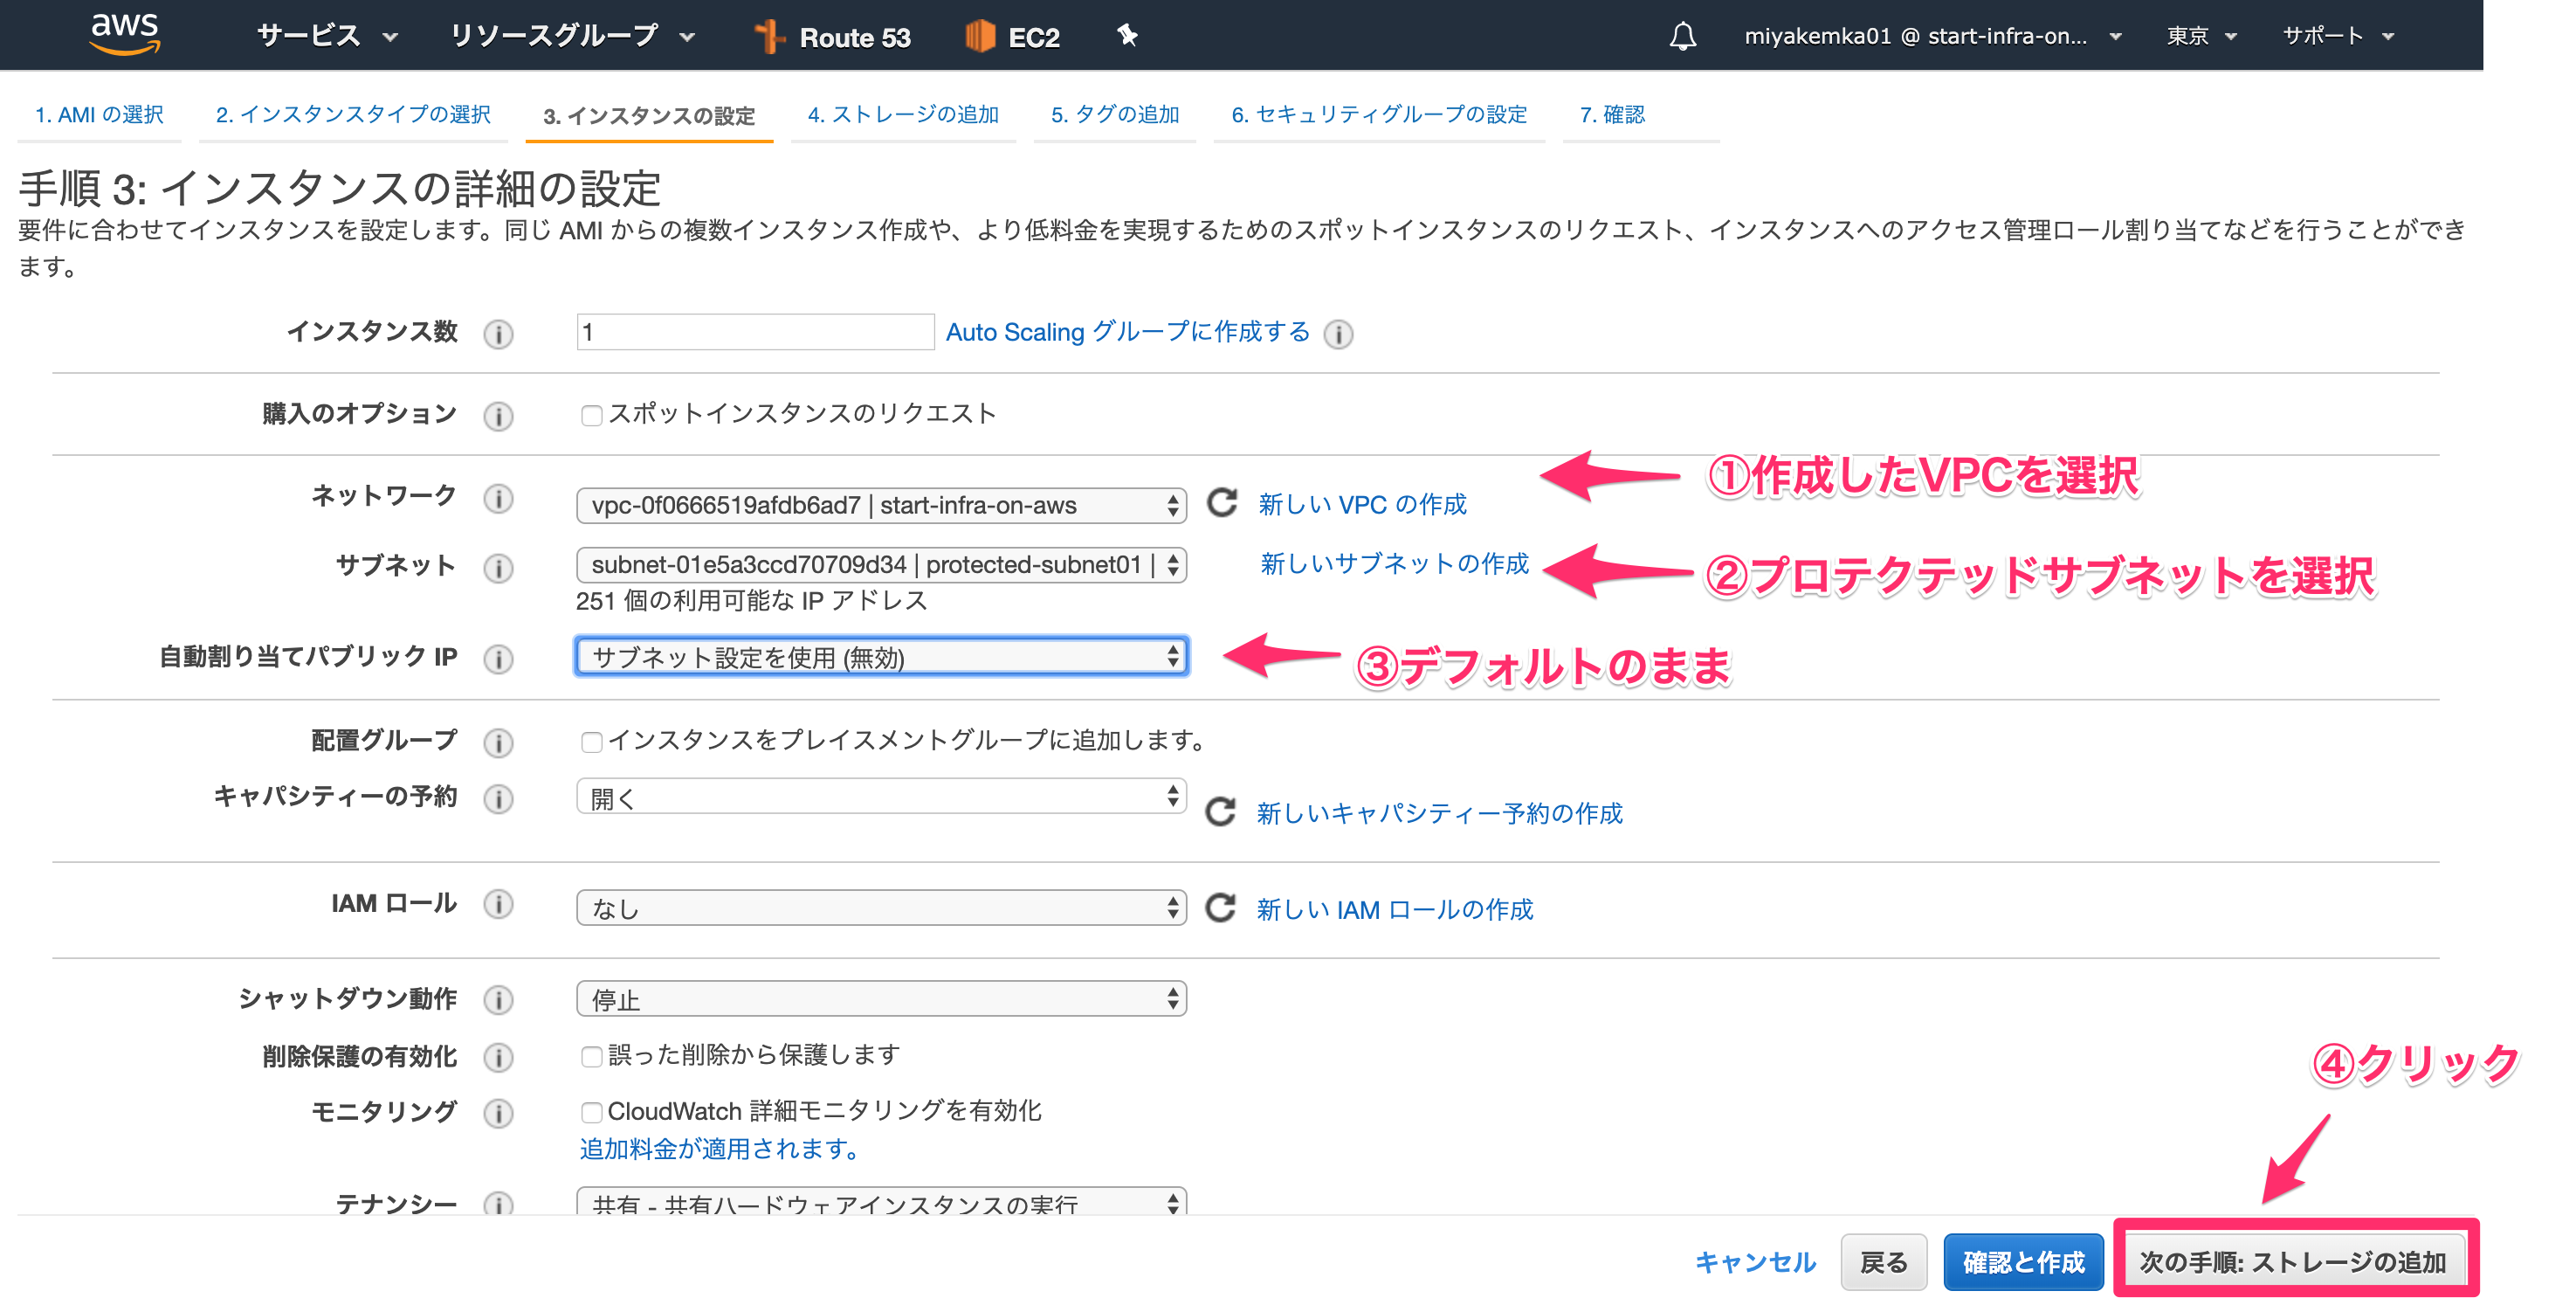 aws サービス リソースグループ Route 53 EC2 miyakemka01 @ start-infra-on... 東京 サポート
1. AMI の選択 2. インスタンスタイプの選択 3. インスタンスの設定 4. ストレージの追加 5. タグの追加 6. セキュリティグループの設定 7. 確認
手順 3: インスタンスの詳細の設定
要件に合わせてインスタンスを設定します。同じ AMI からの複数インスタンス作成や、より低料金を実現するためのスポットインスタンスのリクエスト、インスタンスへのアクセス管理ロール割り当てなどを行うことができ
ます。
インスタンス数 1 Auto Scaling グループに作成する
購入のオプション スポットインスタンスのリクエスト
①作成したVPCを選択
ネットワーク vpc-0f0666519afdb6ad7 | start-infra-on-aws 新しい VPC の作成
サブネット subnet-01e5a3ccd70709d34 | protected-subnet01 | 新しいサブネットの作成 ②プロテクテッドサブネットを選択
251 個の利用可能な IP アドレス
自動割り当てパブリック IP サブネット設定を使用 (無効) ③デフォルトのまま
配置グループ インスタンスをプレイスメントグループに追加します。
キャパシティーの予約 開く 新しいキャパシティー予約の作成
IAM ロール なし 新しい IAM ロールの作成
シャットダウン動作 停止
削除保護の有効化 誤った削除から保護します
④クリック
モニタリング CloudWatch 詳細モニタリングを有効化
追加料金が適用されます。
テナンシー 共有 - 共有ハードウェアインスタンスの実行
キャンセル 戻る 確認と作成 次の手順: ストレージの追加